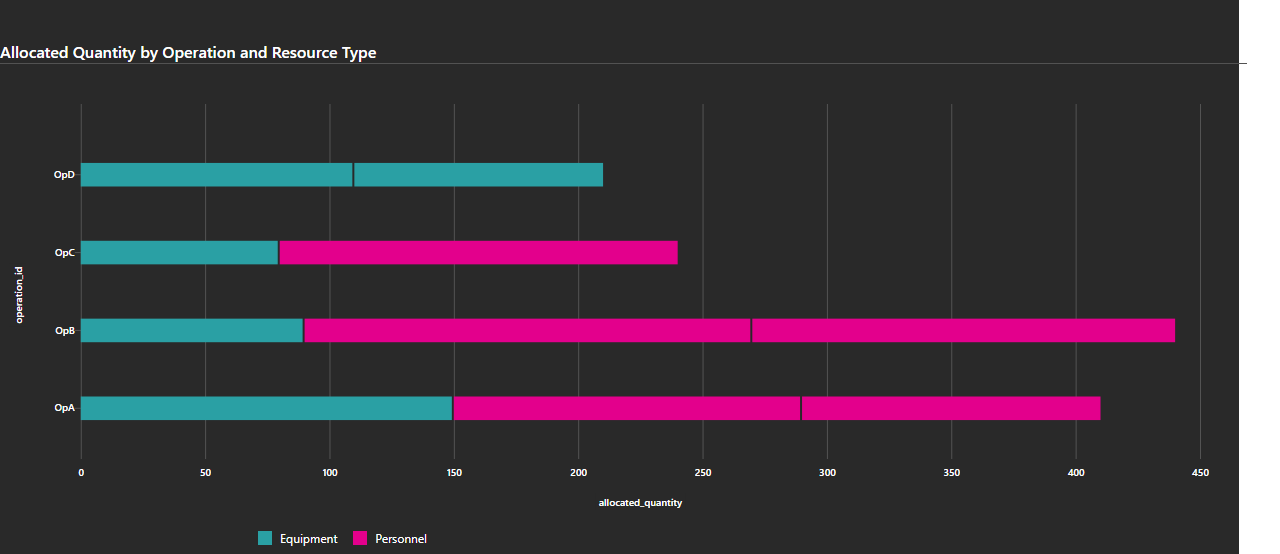 Allocated Quantity by Operation and Resource Type
OpD
OpC
OpB
OpA
operation_id
0 50 100 150 200 250 300 350 400 450
allocated_quantity
Equipment Personnel